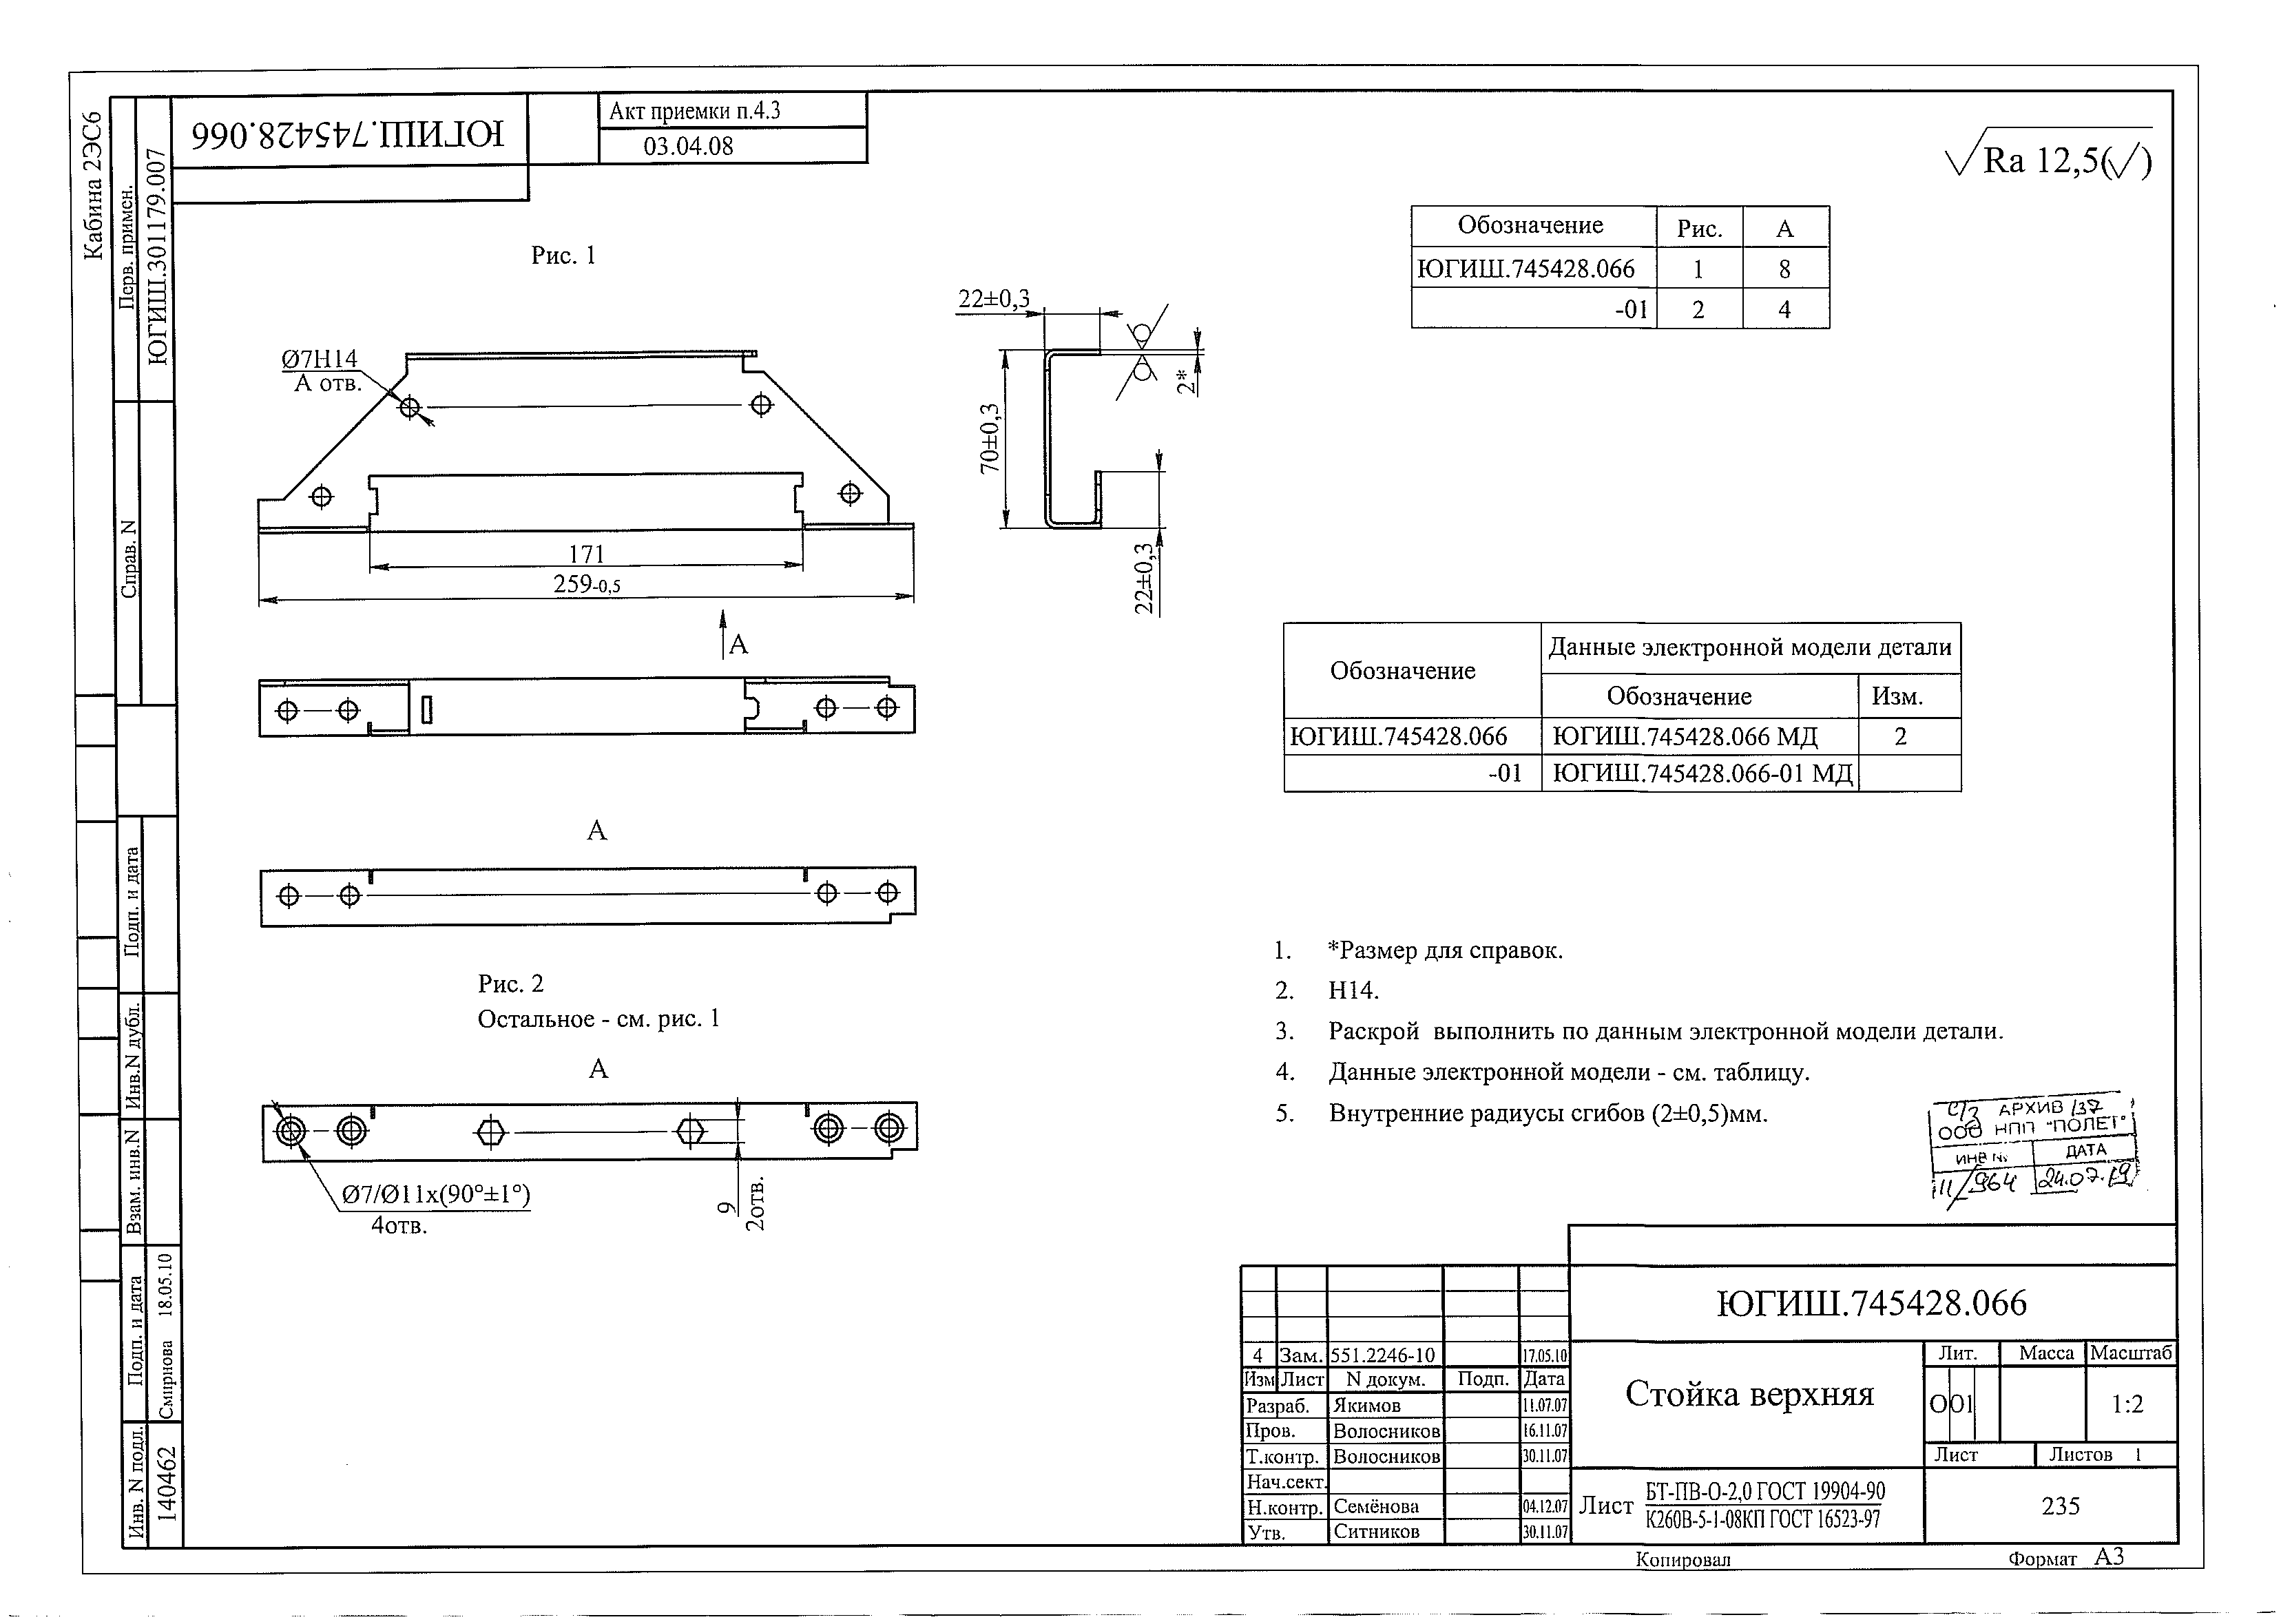 Кабина 2ЭС6
Перв. примен.
ЮГИШ.301179.007
Справ. N
Подп. и дата
Инв.N дубл.
Взам. инв.N
Подп. и дата
Смирнова 18.05.10
Инв. N подл.
140462
ЮГИШ.745428.066
Акт приемки п.4.3
03.04.08
√Ra 12,5(√)
Обозначение Рис. А
ЮГИШ.745428.066 1 8
-01 2 4
Рис. 1
Ø7H14
А отв.
171
259-0,5
22±0,3
70±0,3
2*
22±0,3
А
А
Рис. 2
Остальное - см. рис. 1
А
Ø7/Ø11х(90°±1°)
4отв.
9
2отв.
Обозначение Данные электронной модели детали
Обозначение Изм.
ЮГИШ.745428.066 ЮГИШ.745428.066 МД 2
-01 ЮГИШ.745428.066-01 МД
1. *Размер для справок.
2. Н14.
3. Раскрой выполнить по данным электронной модели детали.
4. Данные электронной модели - см. таблицу.
5. Внутренние радиусы сгибов (2±0,5)мм.
АРХИВ 137
ООО НПП "ПОЛЕТ"
ИНВ № ДАТА
111/964 24.07.19
ЮГИШ.745428.066
4 Зам. 551.2246-10 17.05.10
Изм Лист N докум. Подп. Дата
Разраб. Якимов 11.07.07
Пров. Волосников 16.11.07
Т.контр. Волосников 30.11.07
Нач.сект.
Н.контр. Семёнова 04.12.07
Утв. Ситников 30.11.07
Стойка верхняя
Лит. Масса Масштаб
О О1 1:2
Лист Листов 1
Лист БТ-ПВ-О-2,0 ГОСТ 19904-90
К260В-5-1-08КП ГОСТ 16523-97
235
Копировал
Формат А3